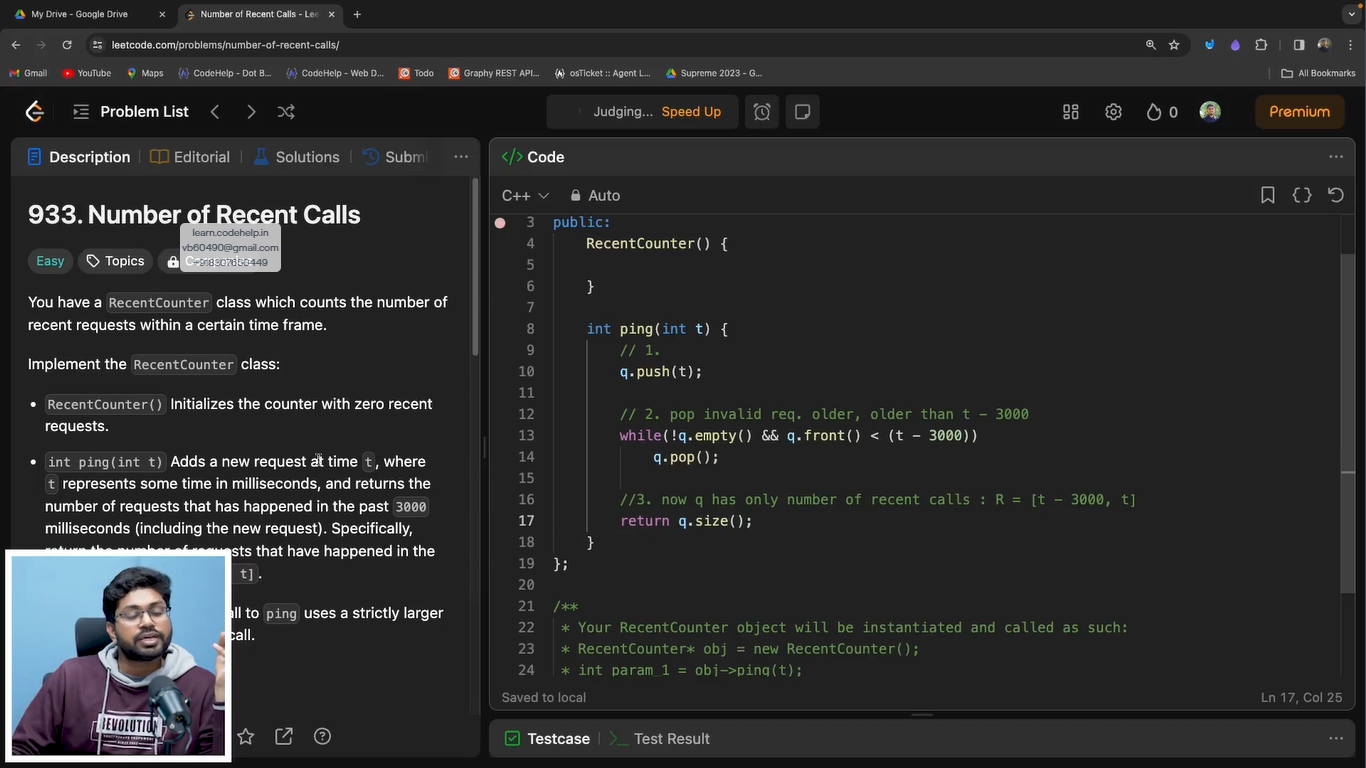 My Drive - Google Drive
Number of Recent Calls - Lee
leetcode.com/problems/number-of-recent-calls/
Gmail
YouTube
Maps
CodeHelp - Dot B...
CodeHelp - Web D...
Todo
Graphy REST API...
osTicket :: Agent L...
Supreme 2023 - G...
All Bookmarks
Problem List
Judging... Speed Up
0
Premium
Description
Editorial
Solutions
Submi
933. Number of Recent Calls
learn.codehelp.in
vb60490@gmail.com
Easy
Topics
You have a RecentCounter class which counts the number of
recent requests within a certain time frame.
Implement the RecentCounter class:
• RecentCounter() Initializes the counter with zero recent
requests.
• int ping(int t) Adds a new request at time t, where
t represents some time in milliseconds, and returns the
number of requests that has happened in the past 3000
milliseconds (including the new request). Specifically,
return the number of requests that have happened in the
t].
all to ping uses a strictly larger
call.
REVOLUTION
</> Code
C++
Auto
3 public:
4 RecentCounter() {
5
6 }
7
8 int ping(int t) {
9 // 1.
10 q.push(t);
11
12 // 2. pop invalid req. older, older than t - 3000
13 while(!q.empty() && q.front() < (t - 3000))
14 q.pop();
15
16 //3. now q has only number of recent calls : R = [t - 3000, t]
17 return q.size();
18 }
19 };
20
21 /**
22 * Your RecentCounter object will be instantiated and called as such:
23 * RecentCounter* obj = new RecentCounter();
24 * int param_1 = obj->ping(t);
Saved to local
Ln 17, Col 25
Testcase
Test Result